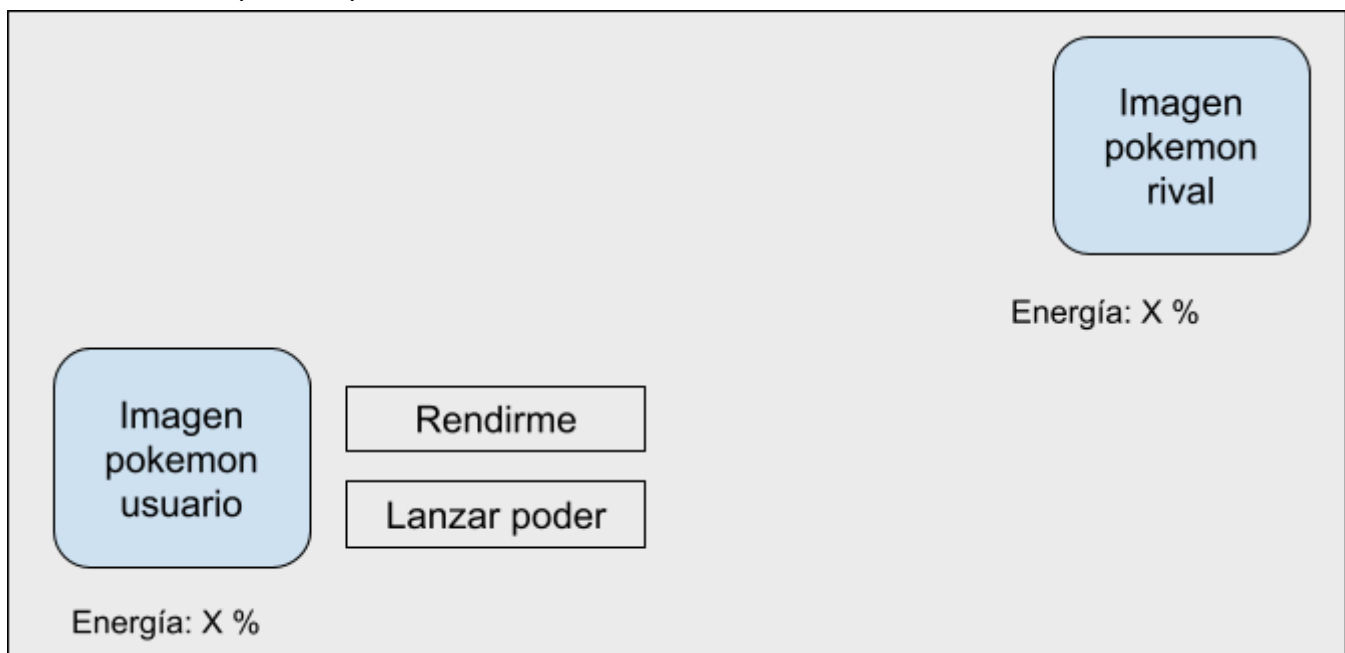 Imagen
pokemon
rival
Energía: X %
Imagen
pokemon
usuario
Rendirme
Lanzar poder
Energía: X %